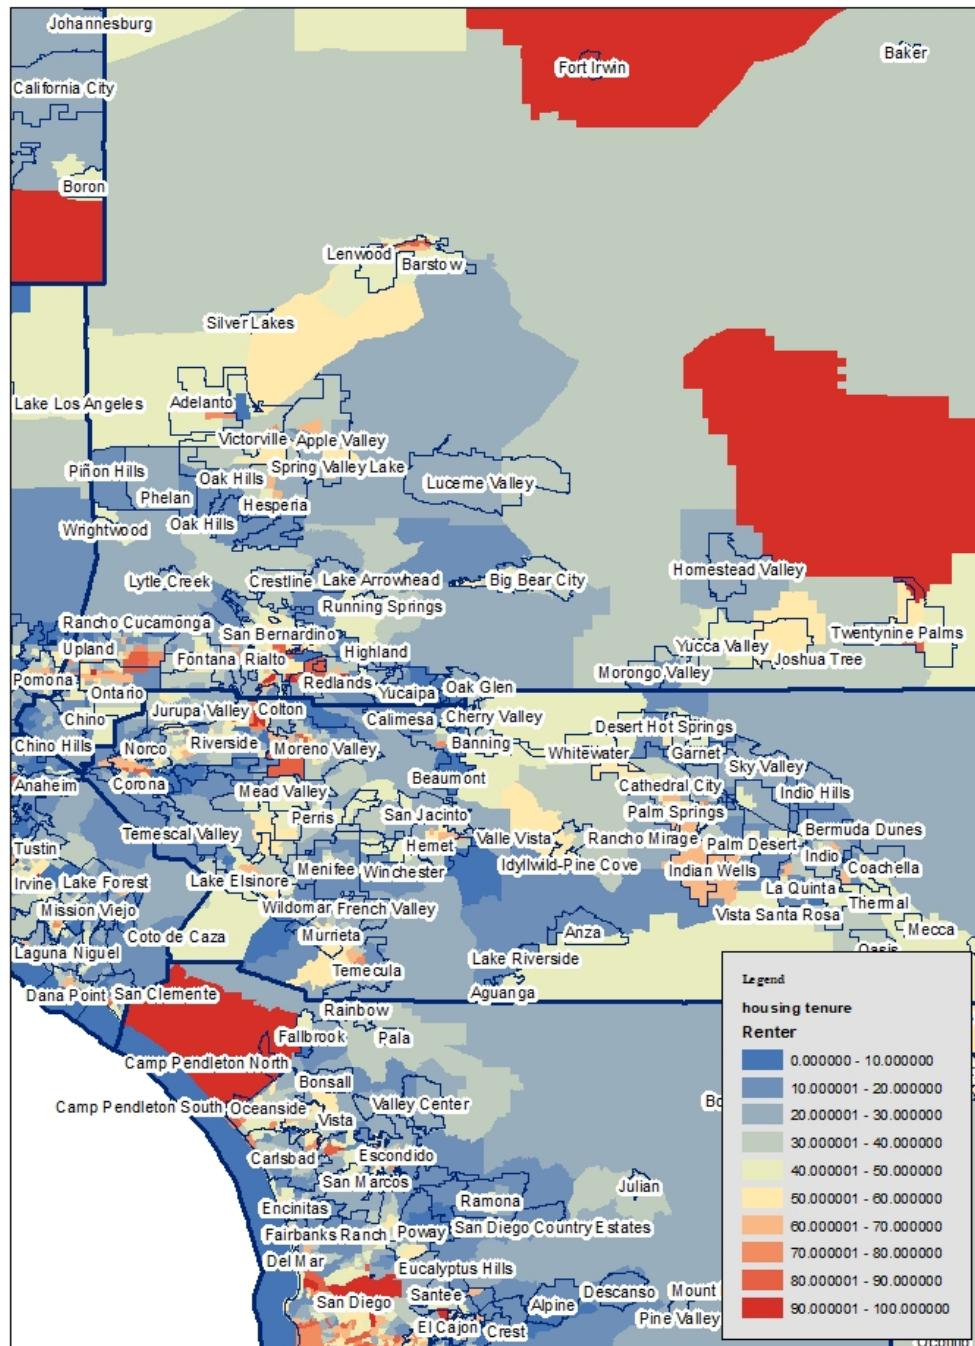 Johannesburg
Baker
Fort Irwin
California City
Boron
Lenwood
Barstow
Silver Lakes
Lake Los Angeles
Adelanto
Victorville
Apple Valley
Piñon Hills
Spring Valley Lake
Oak Hills
Lucerne Valley
Phelan
Hesperia
Wrightwood
Oak Hills
Homestead Valley
Lytle Creek
Crestline
Lake Arrowhead
Big Bear City
Running Springs
Rancho Cucamonga
San Bernardino
Twentynine Palms
Upland
Fontana
Rialto
Highland
Yucca Valley
Joshua Tree
Pomona
Redlands
Morongo Valley
Ontario
Yucaipa
Oak Glen
Chino
Jurupa Valley
Colton
Calimesa
Cherry Valley
Desert Hot Springs
Chino Hills
Norco
Riverside
Moreno Valley
Banning
Whitewater
Garnet
Sky Valley
Anaheim
Corona
Mead Valley
Beaumont
Cathedral City
Indio Hills
Perris
San Jacinto
Palm Springs
Temescal Valley
Bermuda Dunes
Tustin
Hemet
Valle Vista
Rancho Mirage
Palm Desert
Indio
Irvine
Lake Forest
Lake Elsinore
Menifee
Winchester
Idyllwild-Pine Cove
Indian Wells
Coachella
La Quinta
Mission Viejo
Wildomar
French Valley
Vista Santa Rosa
Thermal
Coto de Caza
Murrieta
Anza
Mecca
Laguna Niguel
Temecula
Lake Riverside
Oasis
Dana Point
San Clemente
Aguanga
Rainbow
Fallbrook
Pala
Camp Pendleton North
Bonsall
Camp Pendleton South
Oceanside
Valley Center
Bo
Vista
Carlsbad
Escondido
San Marcos
Julian
Encinitas
Ramona
Fairbanks Ranch
Poway
San Diego Country Estates
Del Mar
Eucalyptus Hills
San Diego
Santee
Alpine
Descanso
Mount
El Cajon
Crest
Pine Valley
Legend
housing tenure
Renter
0.000000 - 10.000000
10.000001 - 20.000000
20.000001 - 30.000000
30.000001 - 40.000000
40.000001 - 50.000000
50.000001 - 60.000000
60.000001 - 70.000000
70.000001 - 80.000000
80.000001 - 90.000000
90.000001 - 100.000000